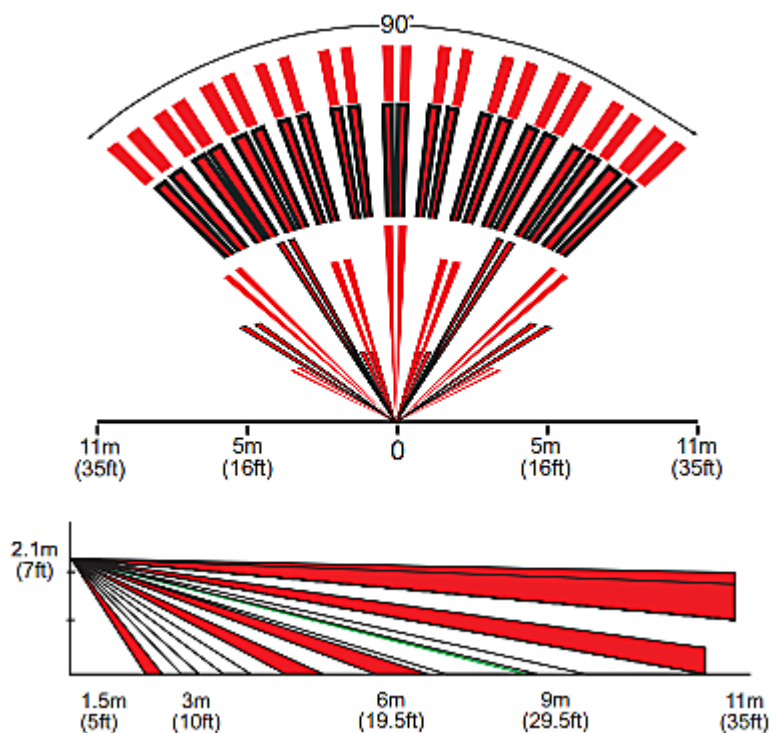 90°
11m 5m 0 5m 11m
(35ft) (16ft) (16ft) (35ft)
2.1m
(7ft)
1.5m 3m 6m 9m 11m
(5ft) (10ft) (19.5ft) (29.5ft) (35ft)